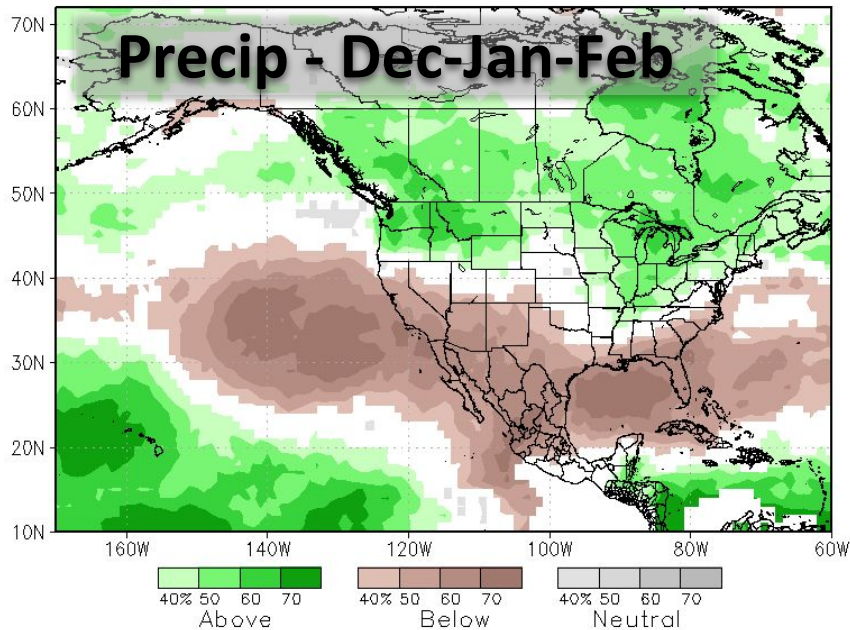 Precip - Dec-Jan-Feb
70N
60N
50N
40N
30N
20N
10N
160W 140W 120W 100W 80W 60W
40% 50 60 70 40% 50 60 70 40% 50 60 70
Above Below Neutral